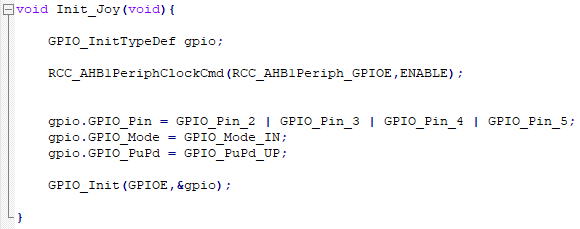 void Init_Joy(void){
GPIO_InitTypeDef gpio;
RCC_AHB1PeriphClockCmd(RCC_AHB1Periph_GPIOE,ENABLE);
gpio.GPIO_Pin = GPIO_Pin_2 | GPIO_Pin_3 | GPIO_Pin_4 | GPIO_Pin_5;
gpio.GPIO_Mode = GPIO_Mode_IN;
gpio.GPIO_PuPd = GPIO_PuPd_UP;
GPIO_Init(GPIOE,&gpio);
}